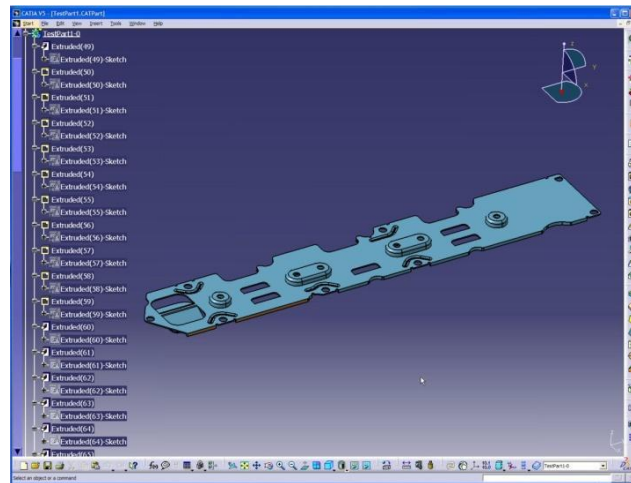 CATIA V5 - [TestPart1.CATPart]
Start File Edit View Insert Tools Window Help
TestPart1-0
Extruded(49)
Extruded(49)-Sketch
Extruded(50)
Extruded(50)-Sketch
Extruded(51)
Extruded(51)-Sketch
Extruded(52)
Extruded(52)-Sketch
Extruded(53)
Extruded(53)-Sketch
Extruded(54)
Extruded(54)-Sketch
Extruded(55)
Extruded(55)-Sketch
Extruded(56)
Extruded(56)-Sketch
Extruded(57)
Extruded(57)-Sketch
Extruded(58)
Extruded(58)-Sketch
Extruded(59)
Extruded(59)-Sketch
Extruded(60)
Extruded(60)-Sketch
Extruded(61)
Extruded(61)-Sketch
Extruded(62)
Extruded(62)-Sketch
Extruded(63)
Extruded(63)-Sketch
Extruded(64)
Extruded(64)-Sketch
Extruded(65)
z
y
x
TestPart1-0
Select an object or a command